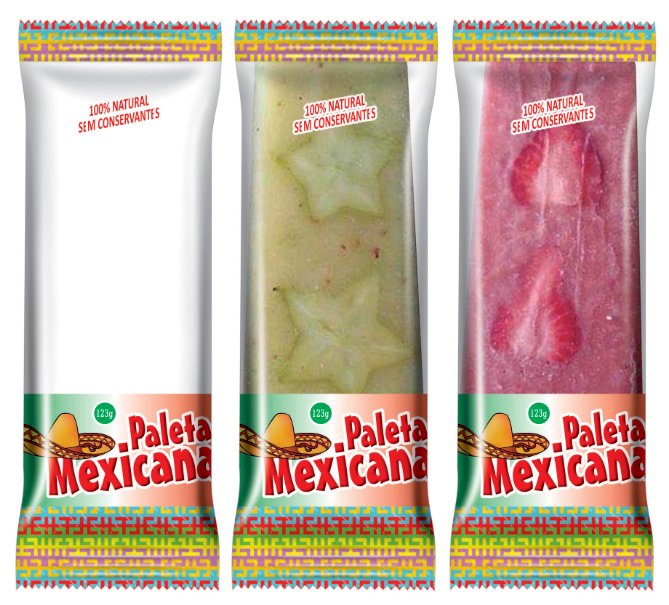 100% NATURAL
SEM CONSERVANTES
123g
Paleta
Mexicana
100% NATURAL
SEM CONSERVANTES
123g
Paleta
Mexicana
100% NATURAL
SEM CONSERVANTES
123g
Paleta
Mexicana